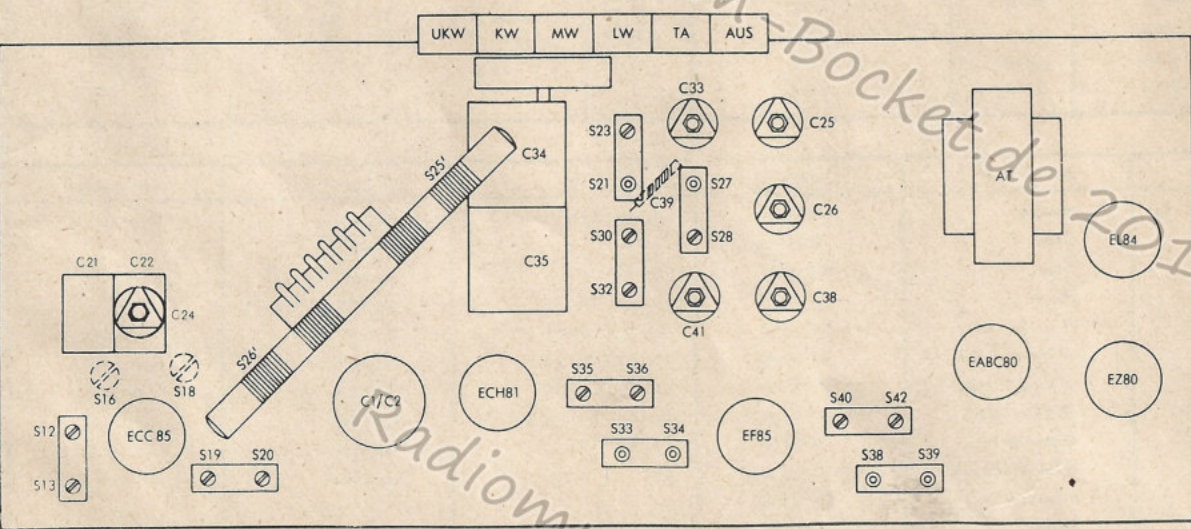 UKW KW MW LW TA AUS
C33
S23
C25
C34
S25'
S21
S27
C39
AT
C26
S30
S28
EL84
C35
C21 C22
S32
C38
C24
C41
S26'
EABC80
S16
S18
S35 S36
EZ80
C1/C2
ECH81
S40 S42
S12
ECC 85
S33 S34
EF85
S19 S20
S38 S39
S13
Radiom
m-Bocket.de 201